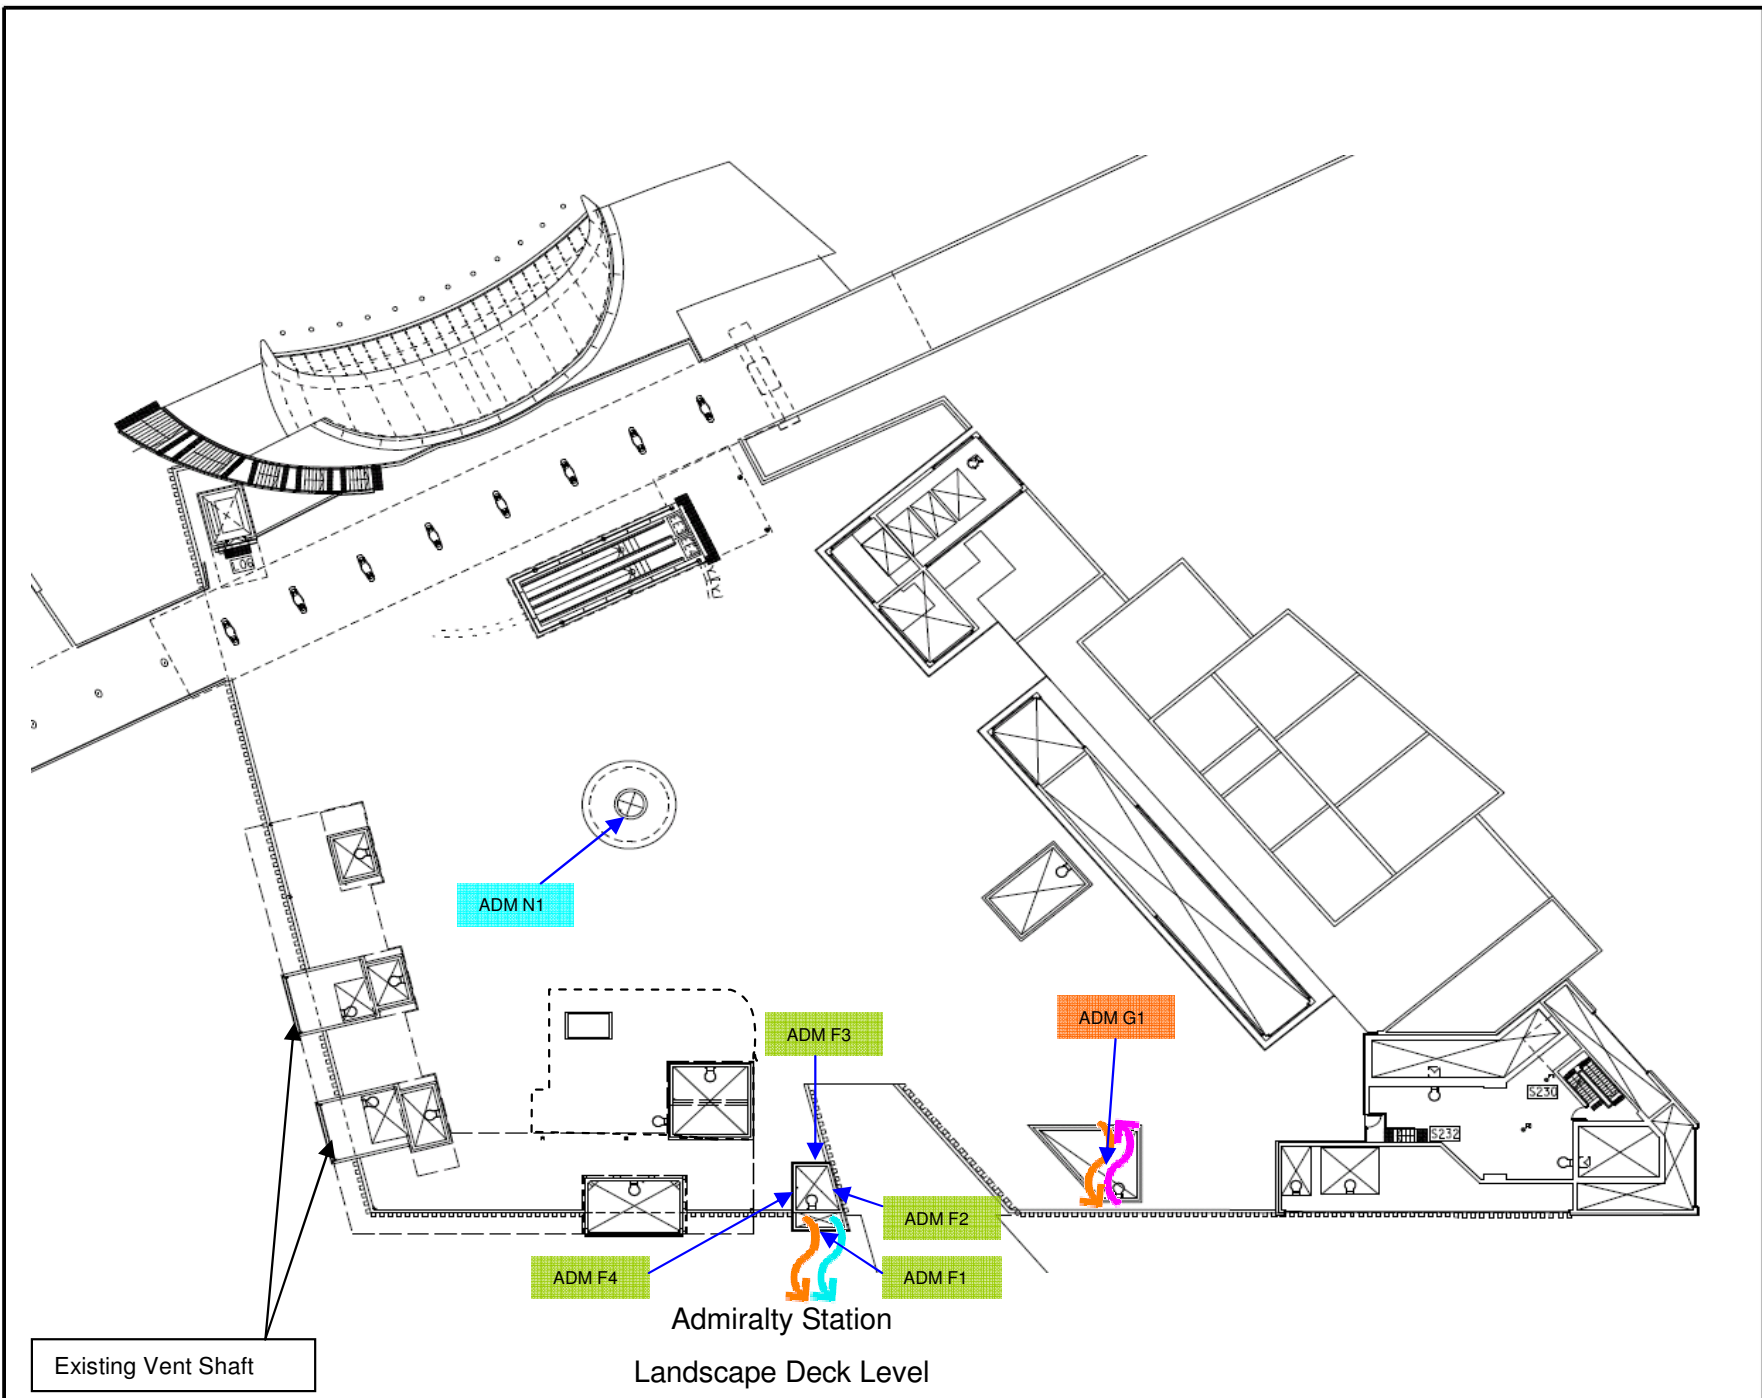 L06
ADM N1
ADM G1
ADM F3
S230
S232
ADM F2
ADM F4
ADM F1
Admiralty Station
Existing Vent Shaft
Landscape Deck Level